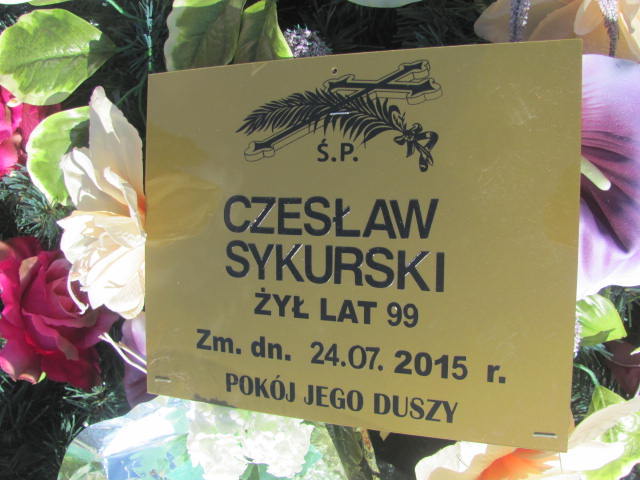 Ś.P.
CZESŁAW
SYKURSKI
ŻYŁ LAT 99
Zm. dn. 24.07. 2015 r.
POKÓJ JEGO DUSZY